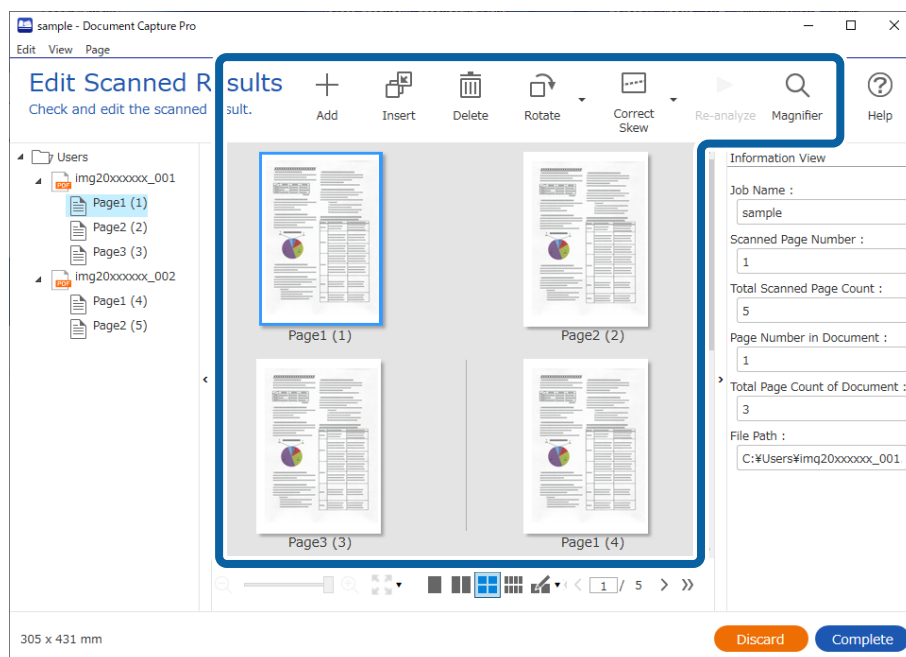 sample - Document Capture Pro
Edit View Page
Edit Scanned Results
Check and edit the scanned result.
Add
Insert
Delete
Rotate
Correct Skew
Re-analyze
Magnifier
Help
Users
img20xxxxxx_001
PDF
Page1 (1)
Page2 (2)
Page3 (3)
img20xxxxxx_002
PDF
Page1 (4)
Page2 (5)
Page1 (1)
Page2 (2)
Page3 (3)
Page1 (4)
Information View
Job Name :
sample
Scanned Page Number :
1
Total Scanned Page Count :
5
Page Number in Document :
1
Total Page Count of Document :
3
File Path :
C:¥Users¥img20xxxxxx_001
1 / 5
305 x 431 mm
Discard
Complete